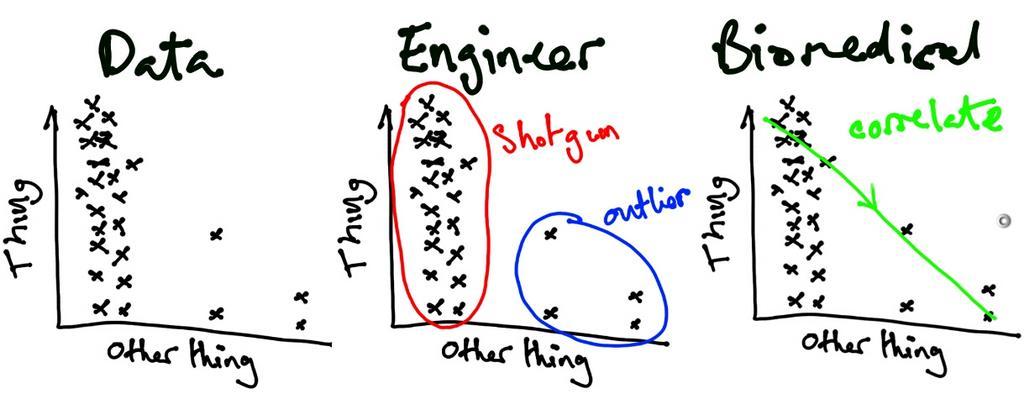 Data
Thing
Other thing
Engineer
Shotgun
outlier
Thing
Other thing
Biomedical
correlate
Thing
Other thing